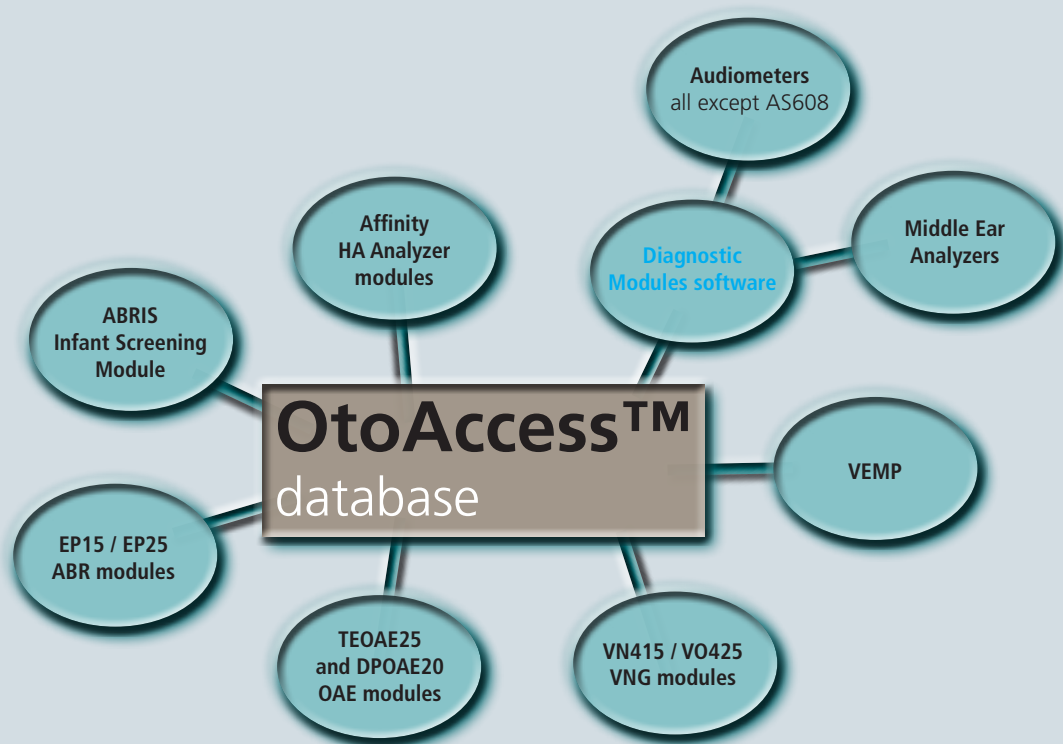 Audiometers
all except AS608
Affinity
HA Analyzer
modules
Diagnostic
Modules software
Middle Ear
Analyzers
ABRIS
Infant Screening
Module
OtoAccess™
database
VEMP
EP15 / EP25
ABR modules
TEOAE25
and DPOAE20
OAE modules
VN415 / VO425
VNG modules